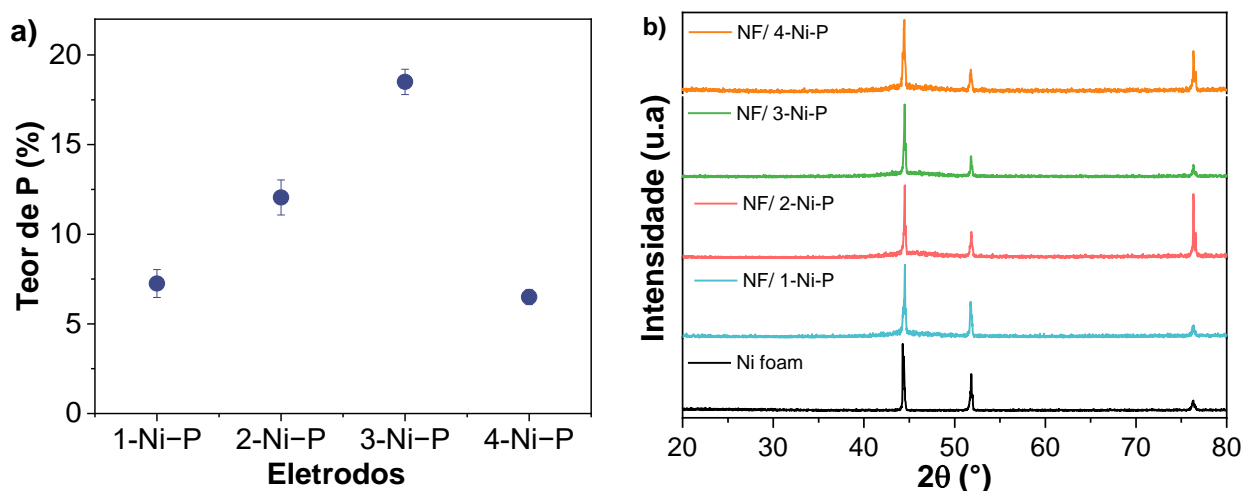 a)
Teor de P (%)
20
15
10
5
0
1-Ni−P 2-Ni−P 3-Ni−P 4-Ni−P
Eletrodos
b)
Intensidade (u.a)
NF/ 4-Ni-P
NF/ 3-Ni-P
NF/ 2-Ni-P
NF/ 1-Ni-P
Ni foam
20 30 40 50 60 70 80
2θ (°)